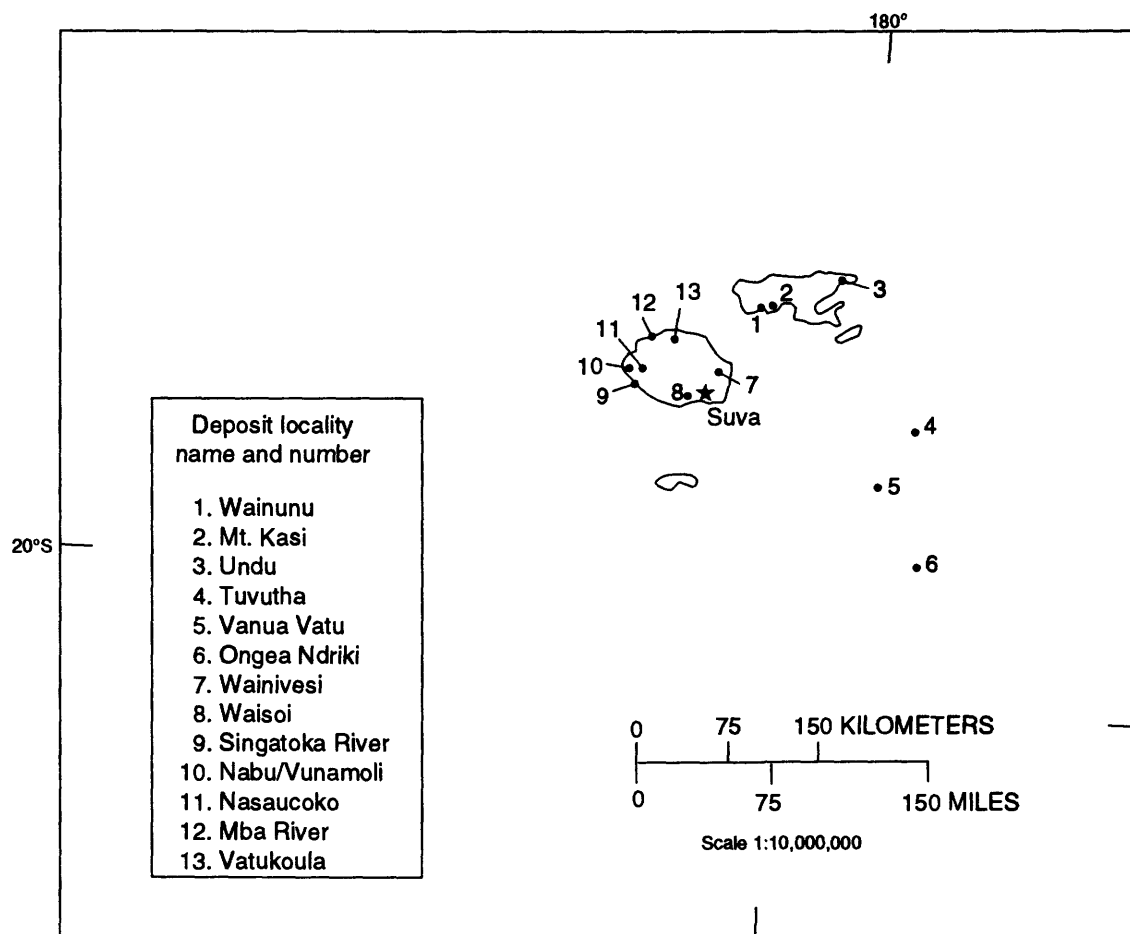 180°
13
12
11
10
9
8
7
Suva
1
2
3
4
5
6
20°S
Deposit locality
name and number
1. Wainunu
2. Mt. Kasi
3. Undu
4. Tuvutha
5. Vanua Vatu
6. Ongea Ndriki
7. Wainivesi
8. Waisoi
9. Singatoka River
10. Nabu/Vunamoli
11. Nasaucoko
12. Mba River
13. Vatukoula
0 75 150 KILOMETERS
0 75 150 MILES
Scale 1:10,000,000